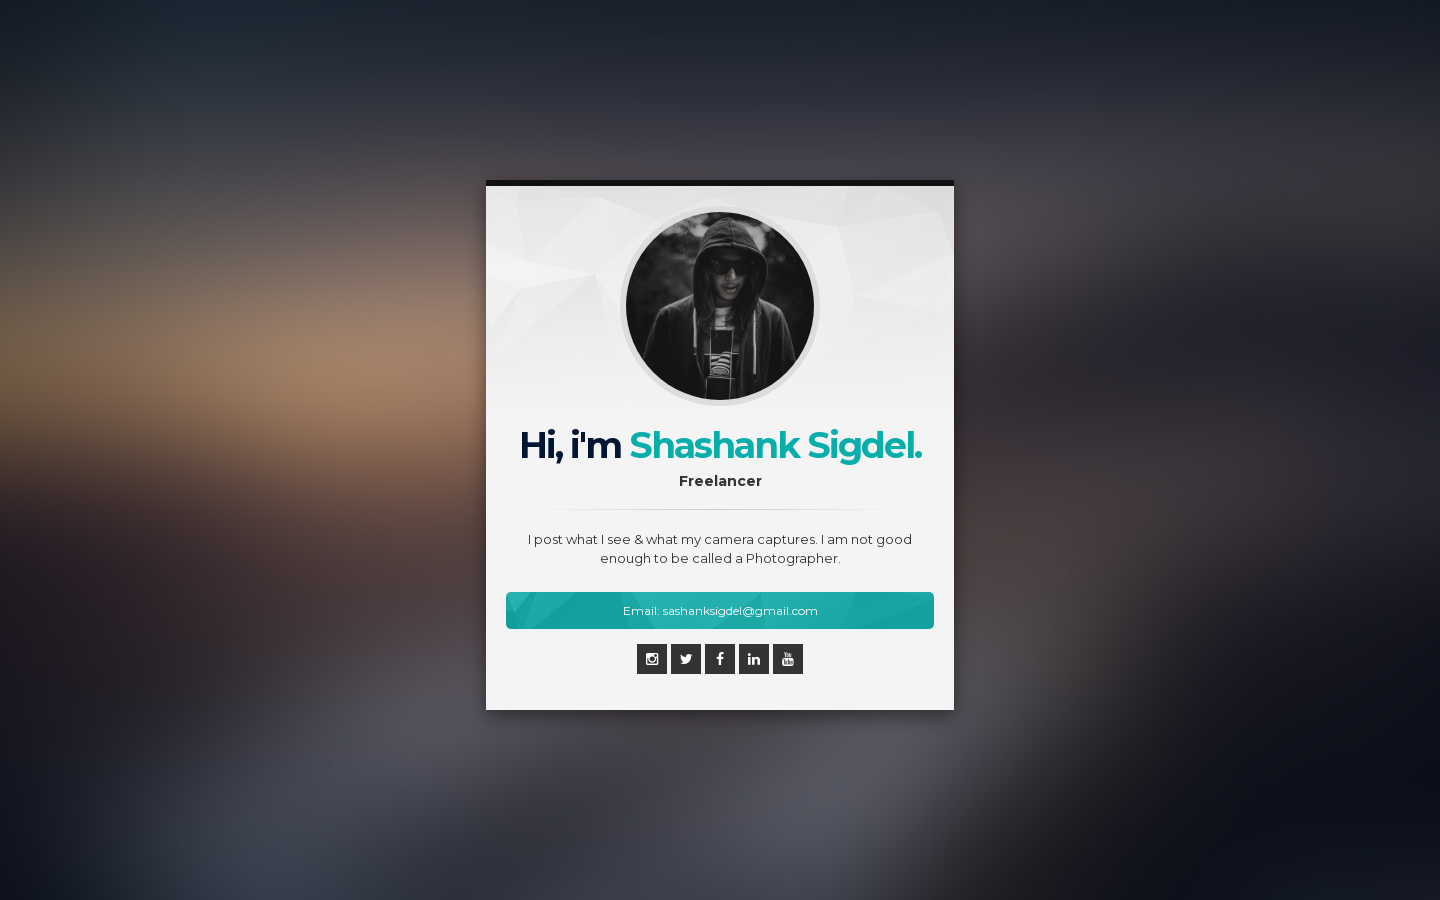 Hi, i'm Shashank Sigdel.
Freelancer
I post what I see & what my camera captures. I am not good
enough to be called a Photographer.
Email: sashanksigdel@gmail.com